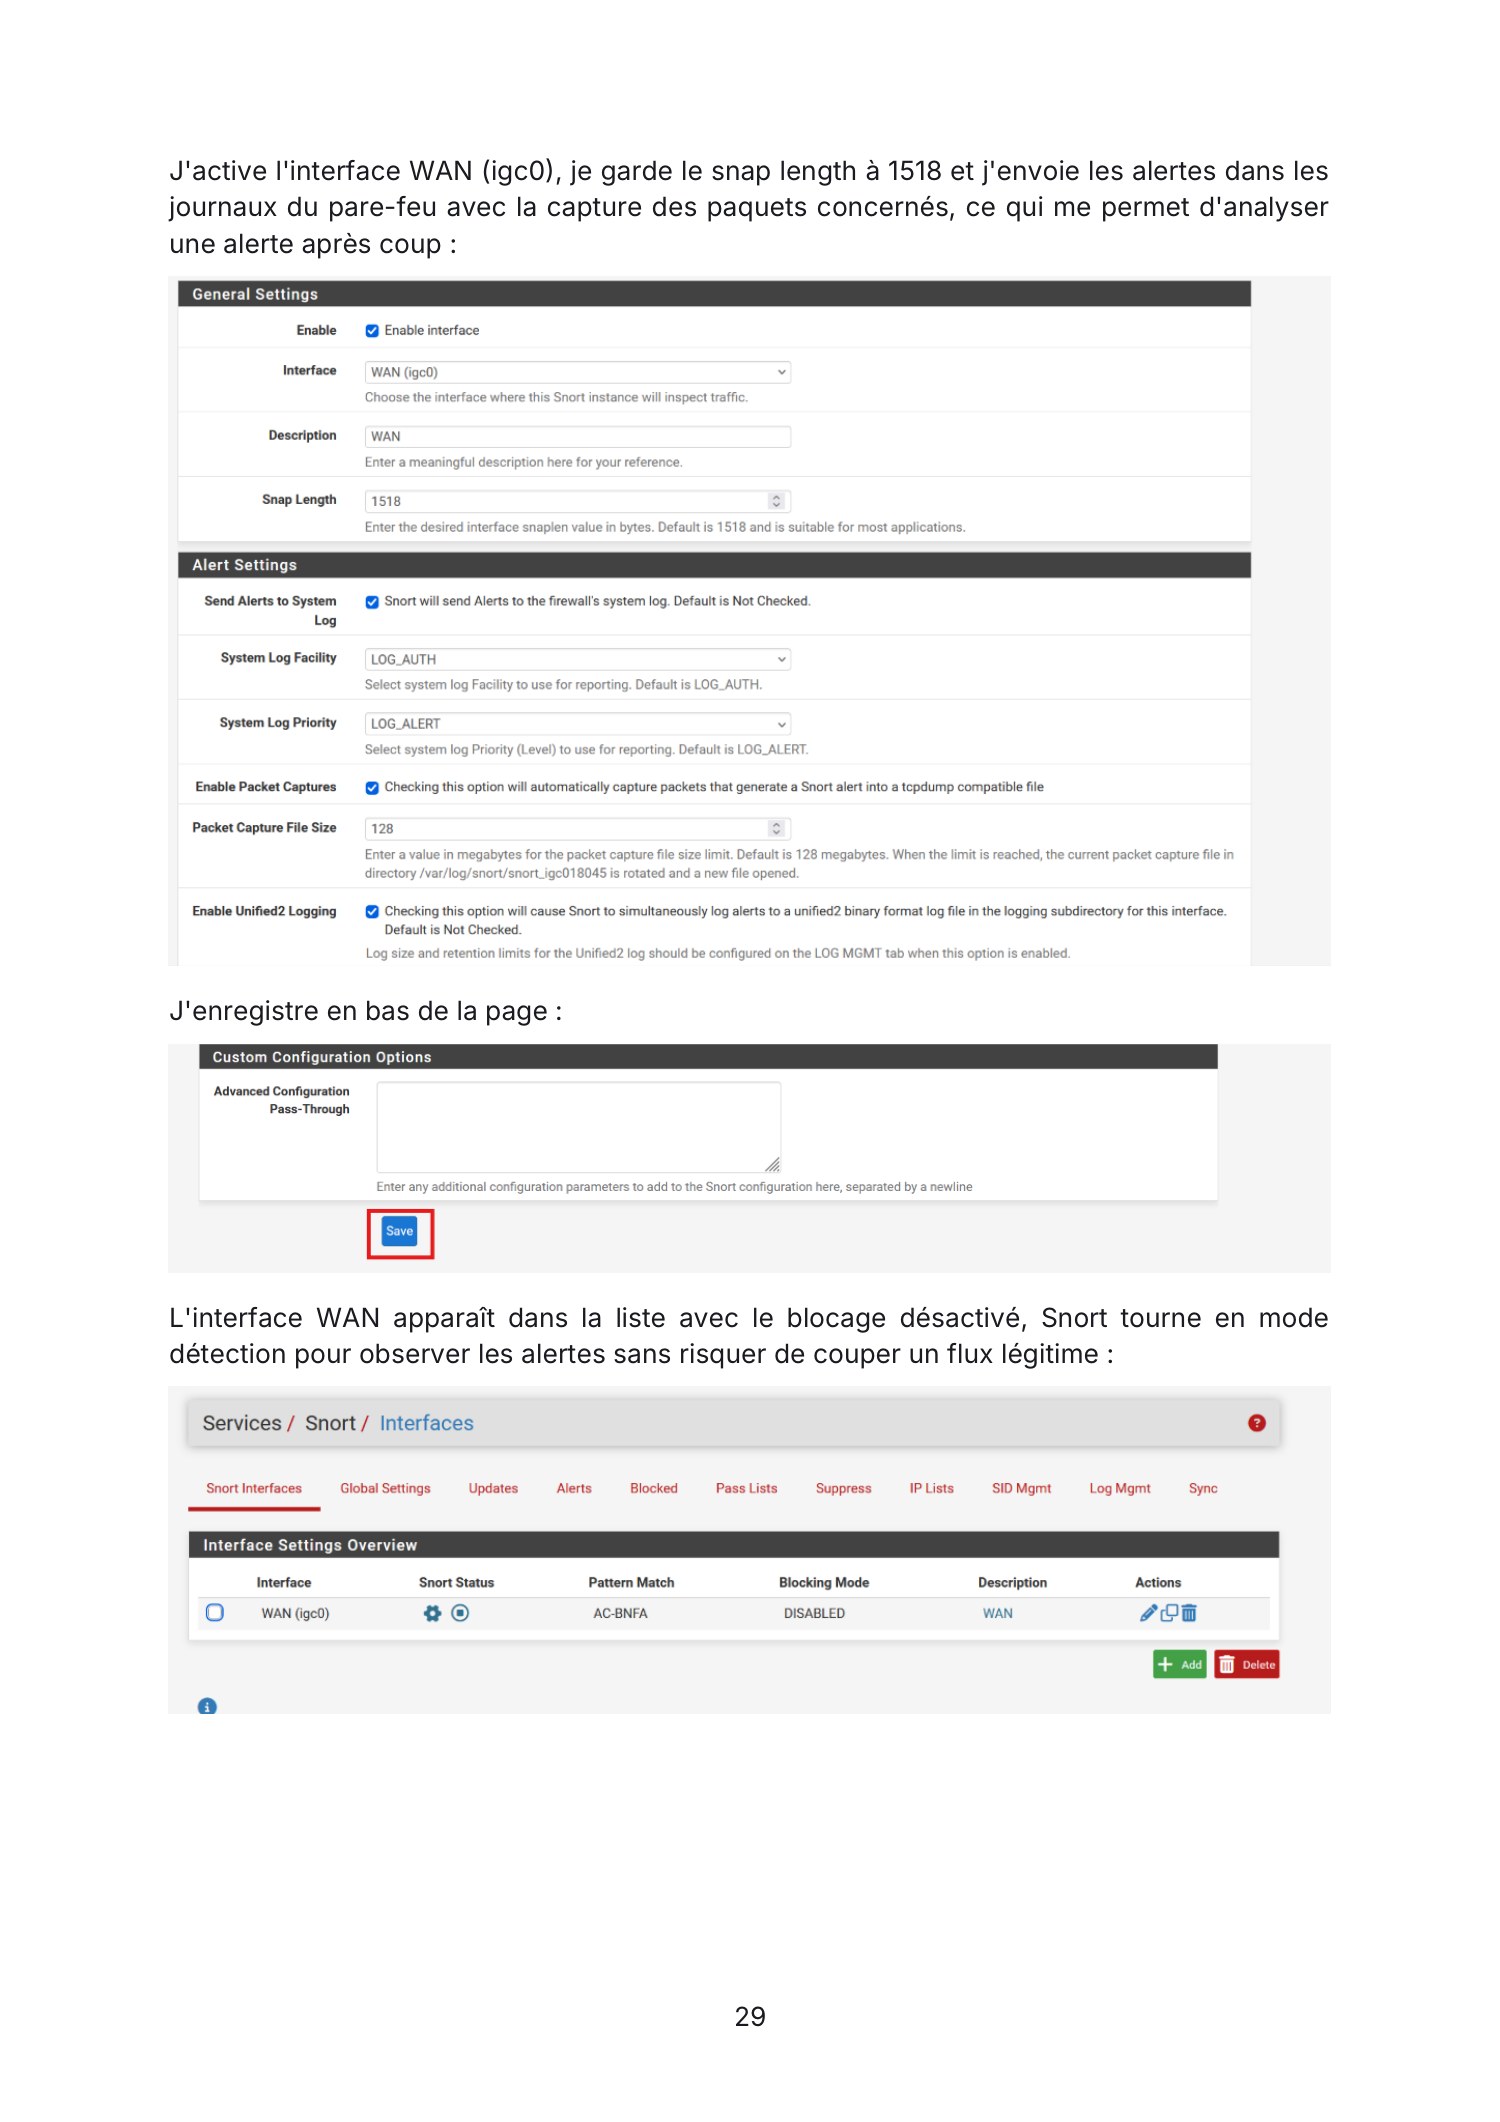 J'active l'interface WAN (igc0), je garde le snap length à 1518 et j'envoie les alertes dans les
journaux du pare-feu avec la capture des paquets concernés, ce qui me permet d'analyser
une alerte après coup :
General Settings
Enable
Enable interface
Interface
WAN (igc0)
Choose the interface where this Snort instance will inspect traffic.
Description
WAN
Enter a meaningful description here for your reference.
Snap Length
1518
Enter the desired interface snaplen value in bytes. Default is 1518 and is suitable for most applications.
Alert Settings
Send Alerts to System
Log
Snort will send Alerts to the firewall's system log. Default is Not Checked.
System Log Facility
LOG_AUTH
Select system log Facility to use for reporting. Default is LOG_AUTH.
System Log Priority
LOG_ALERT
Select system log Priority (Level) to use for reporting. Default is LOG_ALERT.
Enable Packet Captures
Checking this option will automatically capture packets that generate a Snort alert into a tcpdump compatible file
Packet Capture File Size
128
Enter a value in megabytes for the packet capture file size limit. Default is 128 megabytes. When the limit is reached, the current packet capture file in
directory /var/log/snort/snort_igc018045 is rotated and a new file opened.
Enable Unified2 Logging
Checking this option will cause Snort to simultaneously log alerts to a unified2 binary format log file in the logging subdirectory for this interface.
Default is Not Checked.
Log size and retention limits for the Unified2 log should be configured on the LOG MGMT tab when this option is enabled.
J'enregistre en bas de la page :
Custom Configuration Options
Advanced Configuration
Pass-Through
Enter any additional configuration parameters to add to the Snort configuration here, separated by a newline
Save
L'interface WAN apparaît dans la liste avec le blocage désactivé, Snort tourne en mode
détection pour observer les alertes sans risquer de couper un flux légitime :
Services / Snort / Interfaces
Snort Interfaces Global Settings Updates Alerts Blocked Pass Lists Suppress IP Lists SID Mgmt Log Mgmt Sync
Interface Settings Overview
Interface Snort Status Pattern Match Blocking Mode Description Actions
WAN (igc0) AC-BNFA DISABLED WAN
Add Delete
29